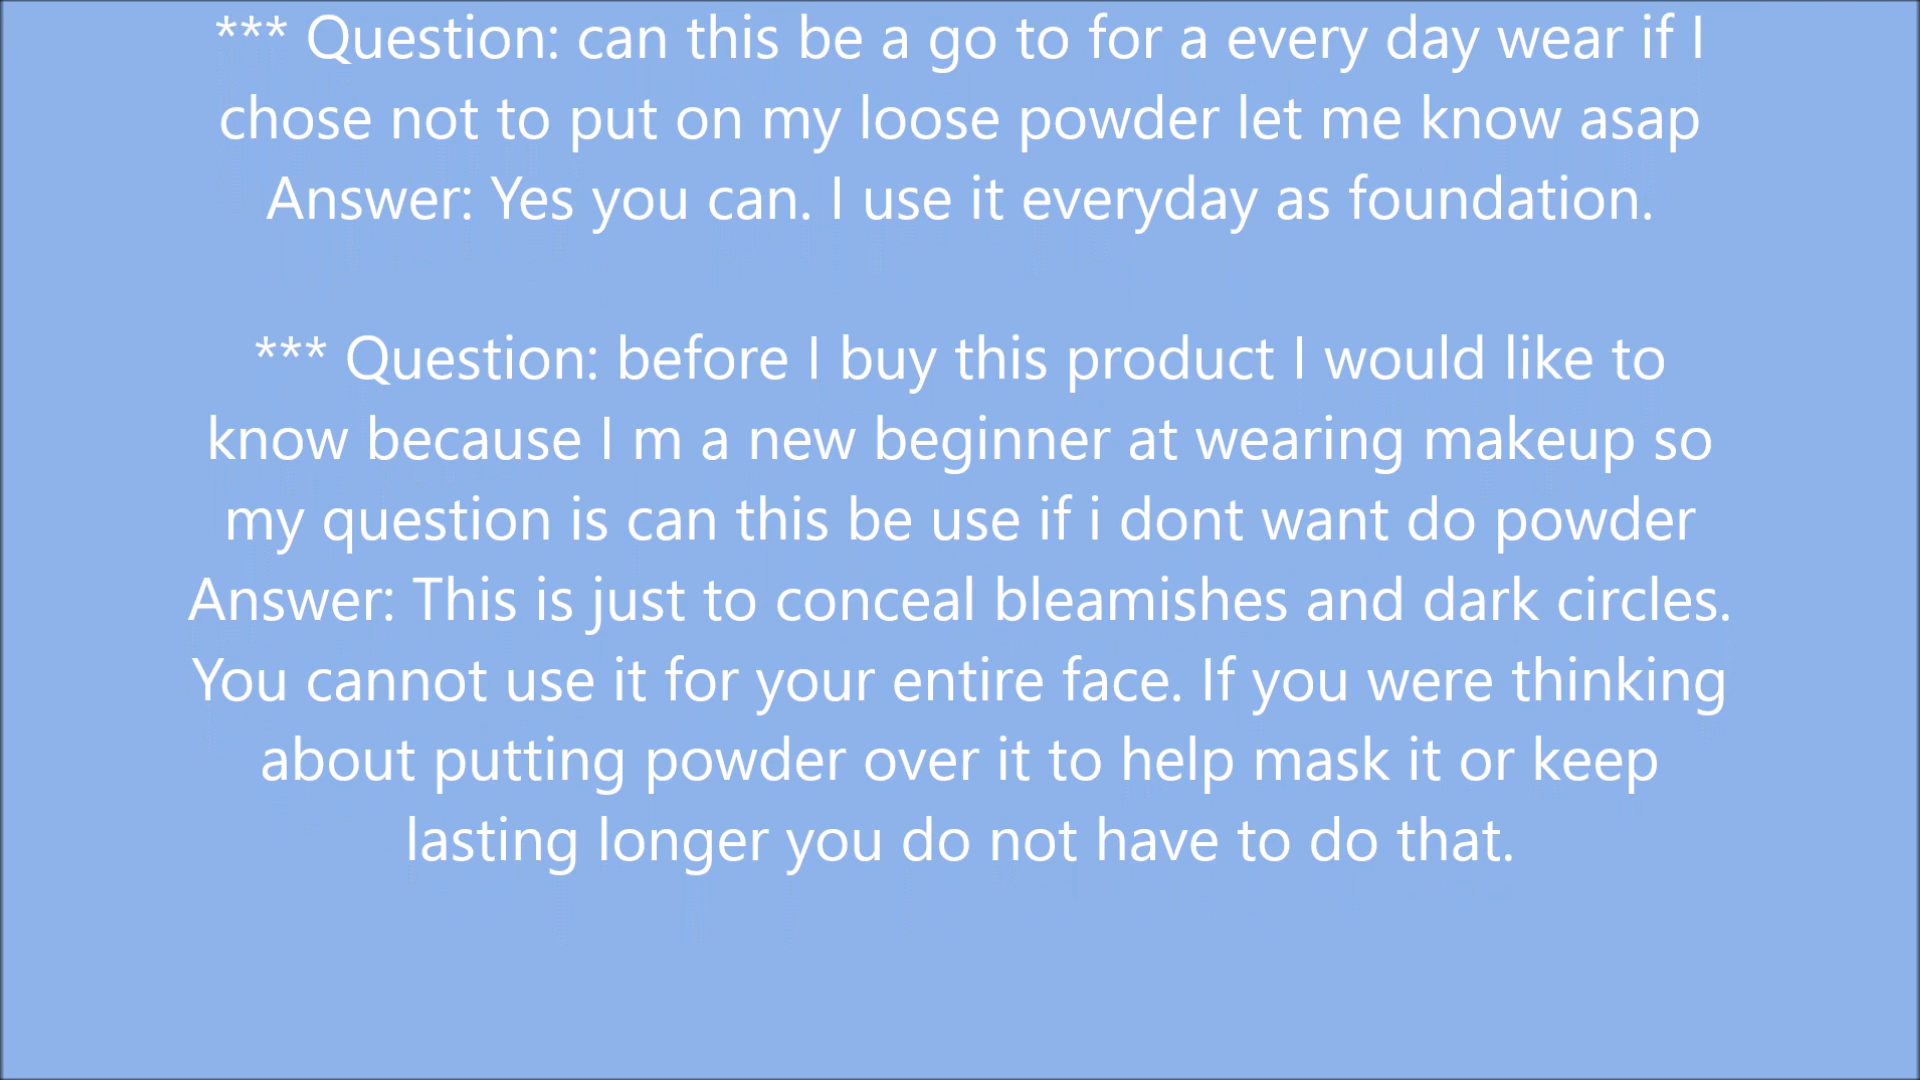 *** Question: can this be a go to for a every day wear if I
chose not to put on my loose powder let me know asap
Answer: Yes you can. I use it everyday as foundation.
*** Question: before I buy this product I would like to
know because I m a new beginner at wearing makeup so
my question is can this be use if i dont want do powder
Answer: This is just to conceal bleamishes and dark circles.
You cannot use it for your entire face. If you were thinking
about putting powder over it to help mask it or keep
lasting longer you do not have to do that.